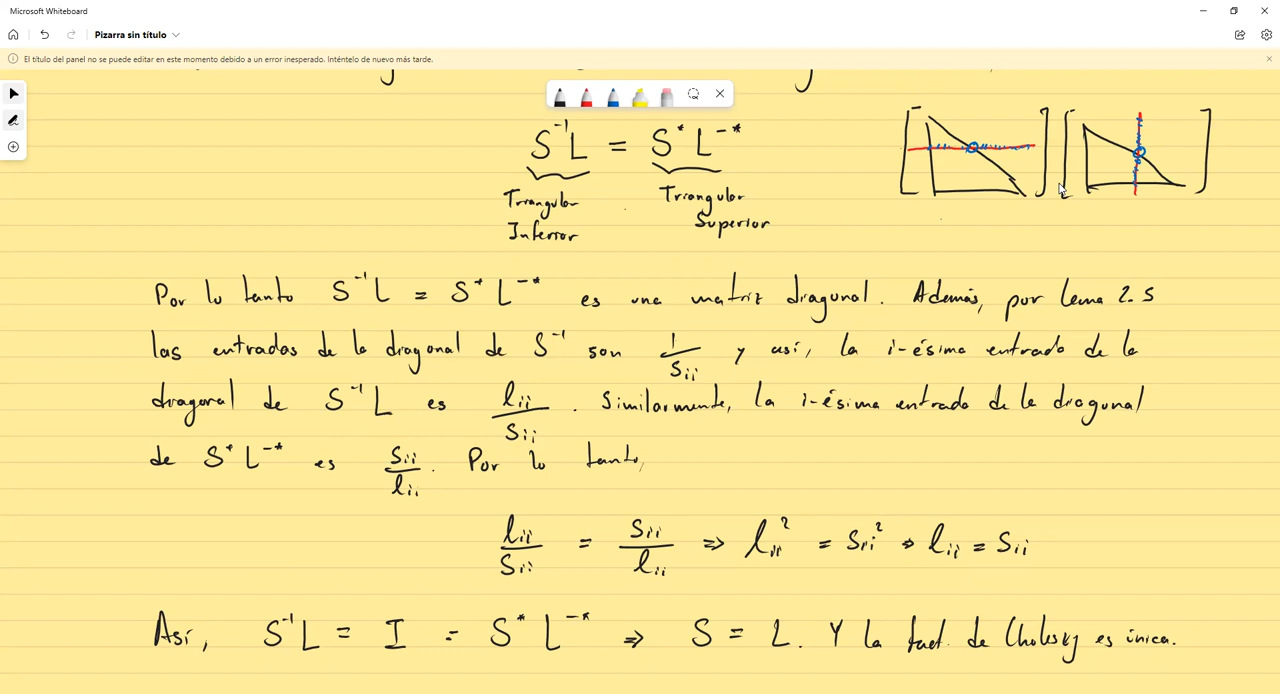 Microsoft Whiteboard
Pizarra sin título
El título del panel no se puede editar en este momento debido a un error inesperado. Inténtelo de nuevo más tarde.
S⁻¹L = S* L⁻*
Triangular Inferior
Triangular Superior
Por lo tanto S⁻¹L = S* L⁻* es una matriz diagonal. Además, por lema 2.5
las entradas de la diagonal de S⁻¹ son 1/sᵢᵢ y así, la i-ésima entrada de la
diagonal de S⁻¹L es lᵢᵢ/sᵢᵢ. Similarmente, la i-ésima entrada de la diagonal
de S* L⁻* es sᵢᵢ/lᵢᵢ. Por lo tanto,
lᵢᵢ/sᵢᵢ = sᵢᵢ/lᵢᵢ ⇒ lᵢᵢ² = sᵢᵢ² ⇒ lᵢᵢ = sᵢᵢ
Así, S⁻¹L = I = S* L⁻* ⇒ S = L. Y la fact. de Cholesky es única.